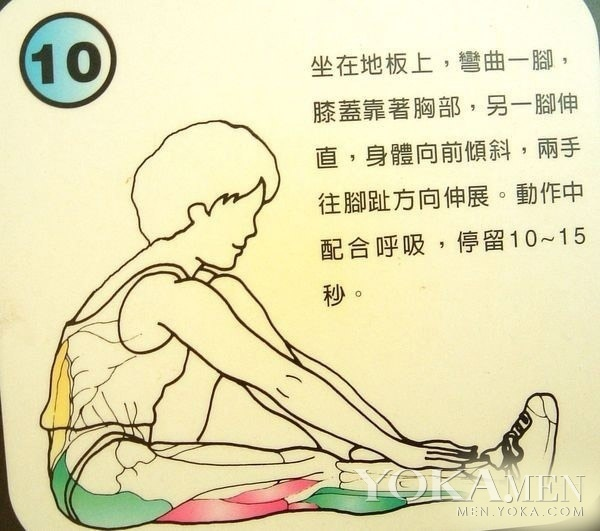 10
坐在地板上，彎曲一腳，
膝蓋靠著胸部，另一腳伸
直，身體向前傾斜，兩手
往腳趾方向伸展。動作中
配合呼吸，停留10~15
秒。
YOKAMEN
MEN.YOKA.COM